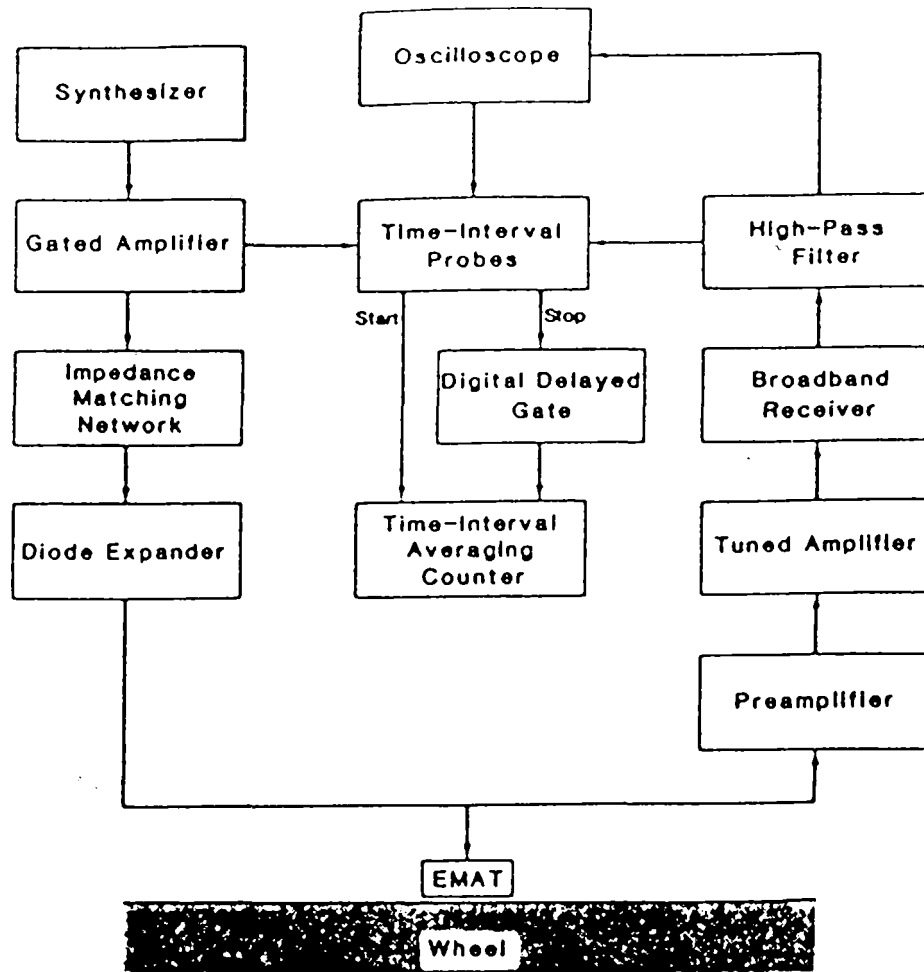 Synthesizer
Oscilloscope
Gated Amplifier
Time-Interval
Probes
High-Pass
Filter
Start
Stop
Impedance
Matching
Network
Digital Delayed
Gate
Broadband
Receiver
Diode Expander
Time-Interval
Averaging
Counter
Tuned Amplifier
Preamplifier
EMAT
Wheel